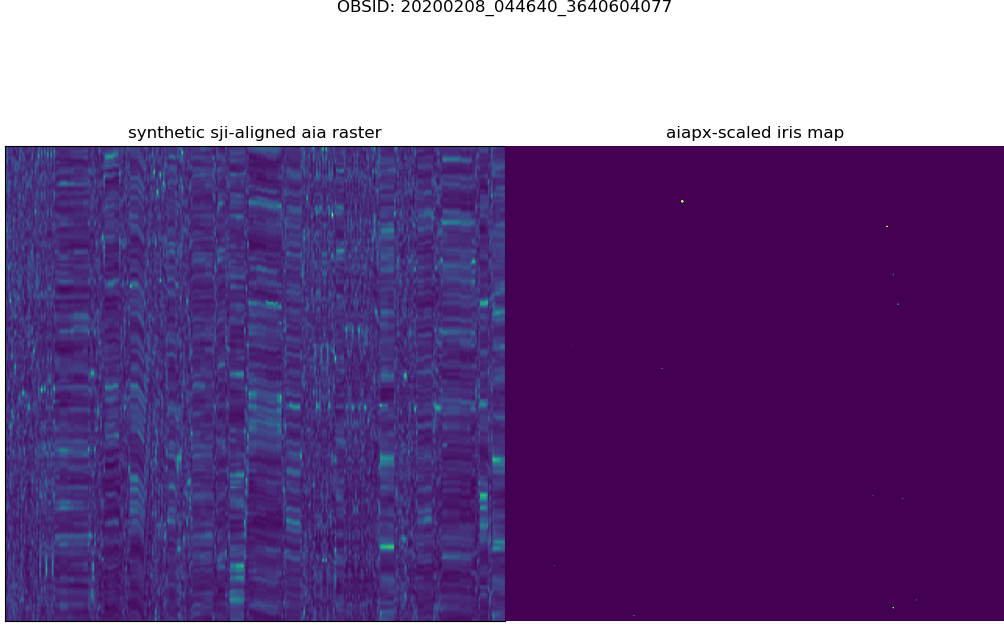 OBSID: 20200208_044640_3640604077
synthetic sji-aligned aia raster
aiapx-scaled iris map